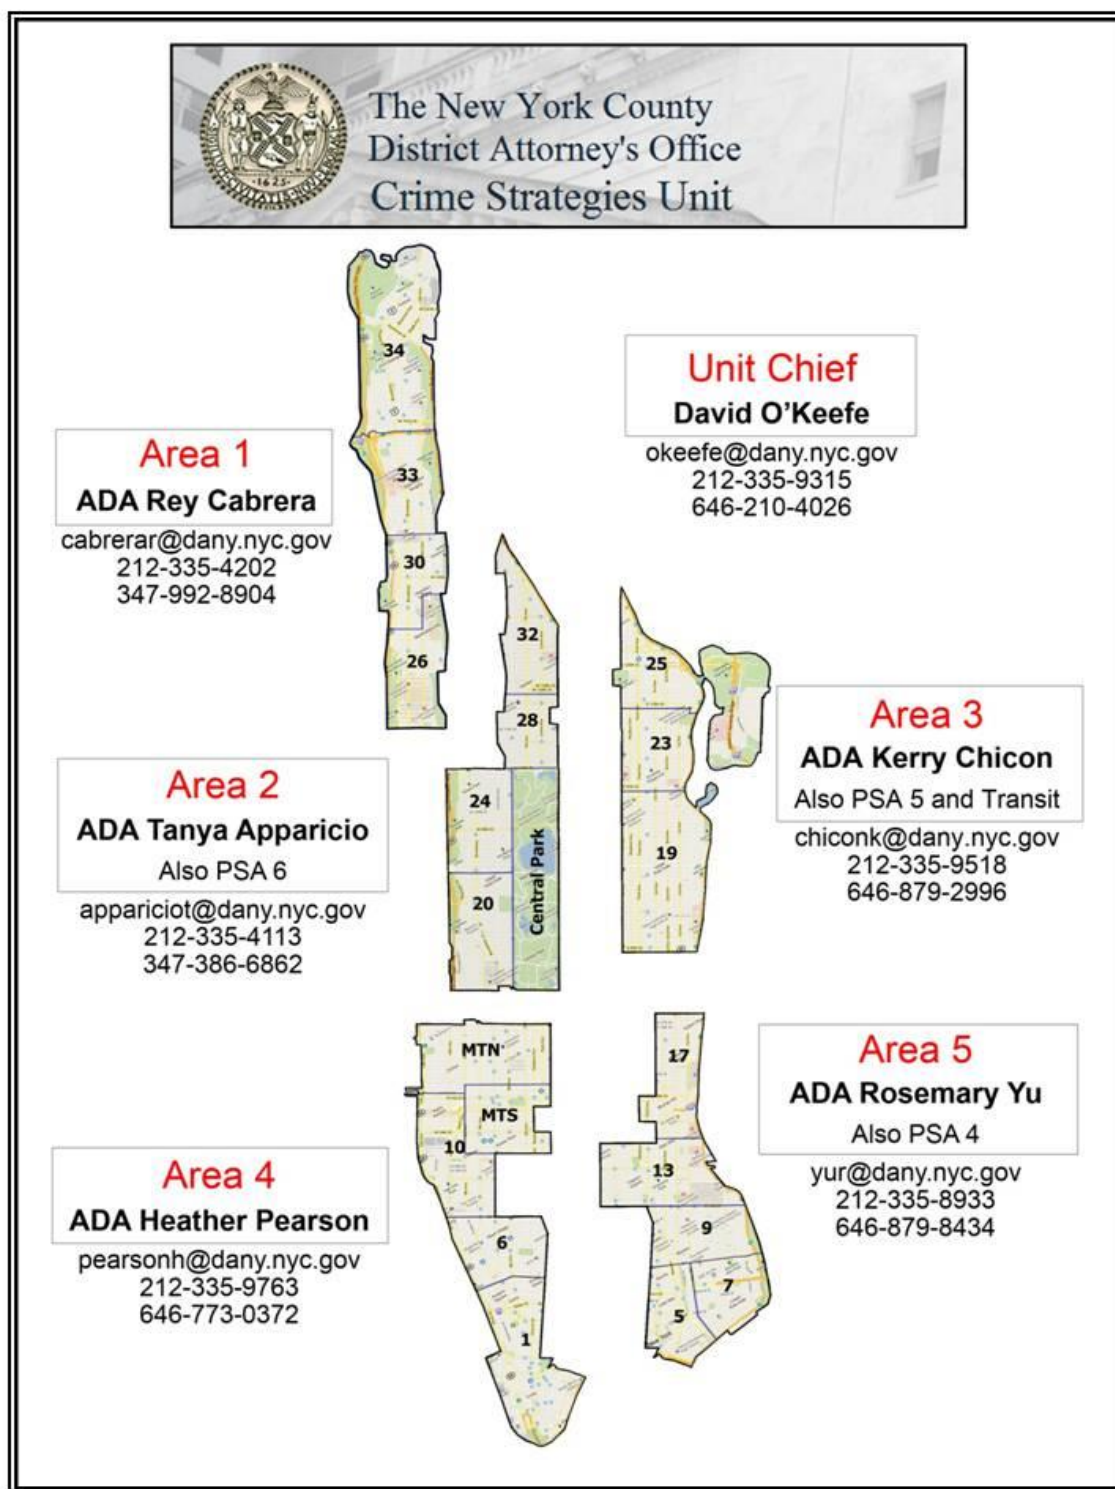 The New York County
District Attorney's Office
Crime Strategies Unit
1625
Unit Chief
David O'Keefe
okeefe@dany.nyc.gov
212-335-9315
646-210-4026
Area 1
ADA Rey Cabrera
cabrerar@dany.nyc.gov
212-335-4202
347-992-8904
34
33
30
26
Area 2
ADA Tanya Apparicio
Also PSA 6
appariciot@dany.nyc.gov
212-335-4113
347-386-6862
32
28
24
20
Central Park
25
23
19
Area 3
ADA Kerry Chicon
Also PSA 5 and Transit
chiconk@dany.nyc.gov
212-335-9518
646-879-2996
Area 4
ADA Heather Pearson
pearsonh@dany.nyc.gov
212-335-9763
646-773-0372
MTN
MTS
10
6
1
17
13
9
7
5
Area 5
ADA Rosemary Yu
Also PSA 4
yur@dany.nyc.gov
212-335-8933
646-879-8434